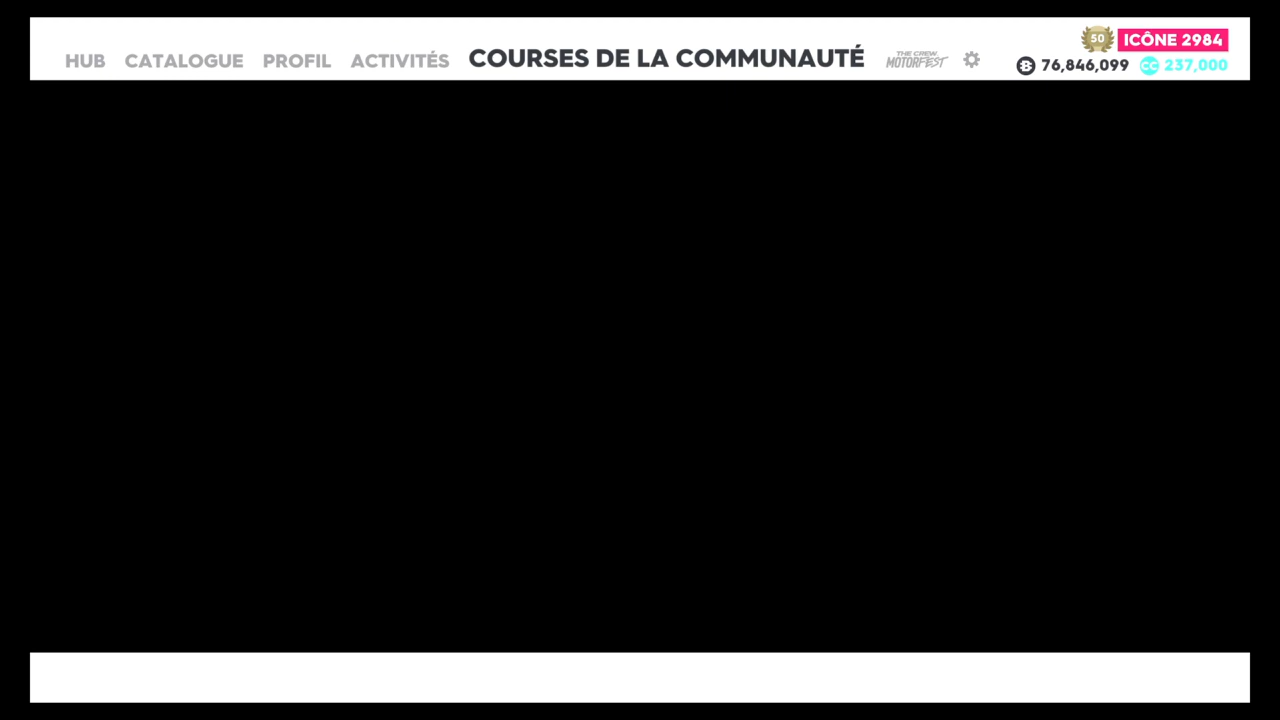 HUB CATALOGUE PROFIL ACTIVITÉS COURSES DE LA COMMUNAUTÉ THE CREW MOTORFEST
50 ICÔNE 2984
76,846,099 CC 237,000